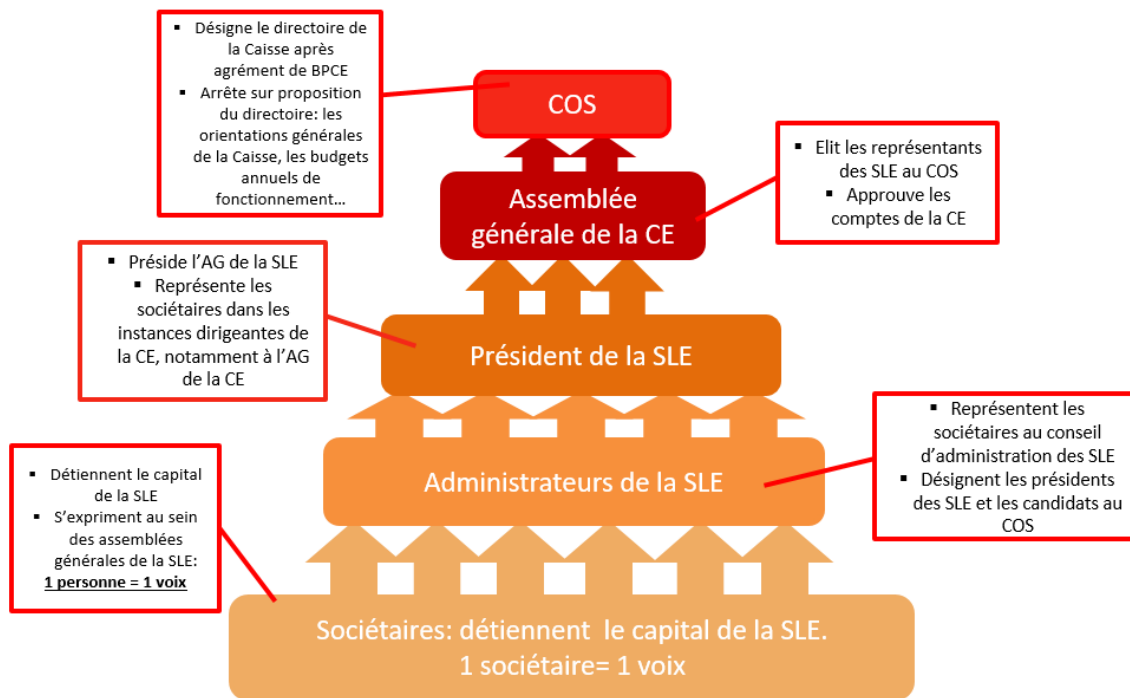 ▪ Désigne le directoire de
la Caisse après
agrément de BPCE
▪ Arrête sur proposition
du directoire: les
orientations générales
de la Caisse, les budgets
annuels de
fonctionnement…
COS
▪ Elit les représentants
des SLE au COS
▪ Approuve les
comptes de la CE
Assemblée
générale de la CE
▪ Préside l’AG de la SLE
▪ Représente les
sociétaires dans les
instances dirigeantes de
la CE, notamment à l’AG
de la CE
Président de la SLE
▪ Représentent les
sociétaires au conseil
d’administration des SLE
▪ Désignent les présidents
des SLE et les candidats au
COS
Administrateurs de la SLE
▪ Détiennent le capital
de la SLE
▪ S’expriment au sein
des assemblées
générales de la SLE:
1 personne = 1 voix
Sociétaires: détiennent le capital de la SLE.
1 sociétaire= 1 voix